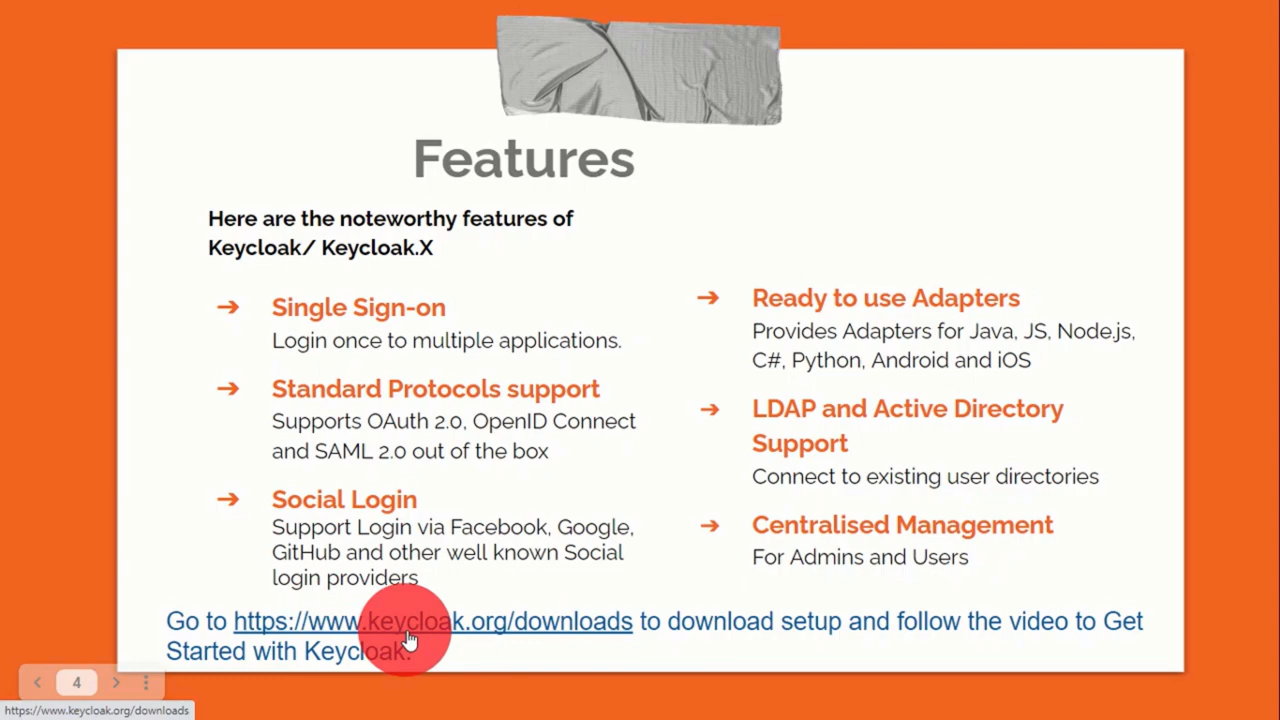 Features
Here are the noteworthy features of
Keycloak/ Keycloak.X
➔ Single Sign-on
Login once to multiple applications.
➔ Standard Protocols support
Supports OAuth 2.0, OpenID Connect
and SAML 2.0 out of the box
➔ Social Login
Support Login via Facebook, Google,
GitHub and other well known Social
login providers
➔ Ready to use Adapters
Provides Adapters for Java, JS, Node.js,
C#, Python, Android and iOS
➔ LDAP and Active Directory
Support
Connect to existing user directories
➔ Centralised Management
For Admins and Users
Go to https://www.keycloak.org/downloads to download setup and follow the video to Get
Started with Keycloak.
4
https://www.keycloak.org/downloads